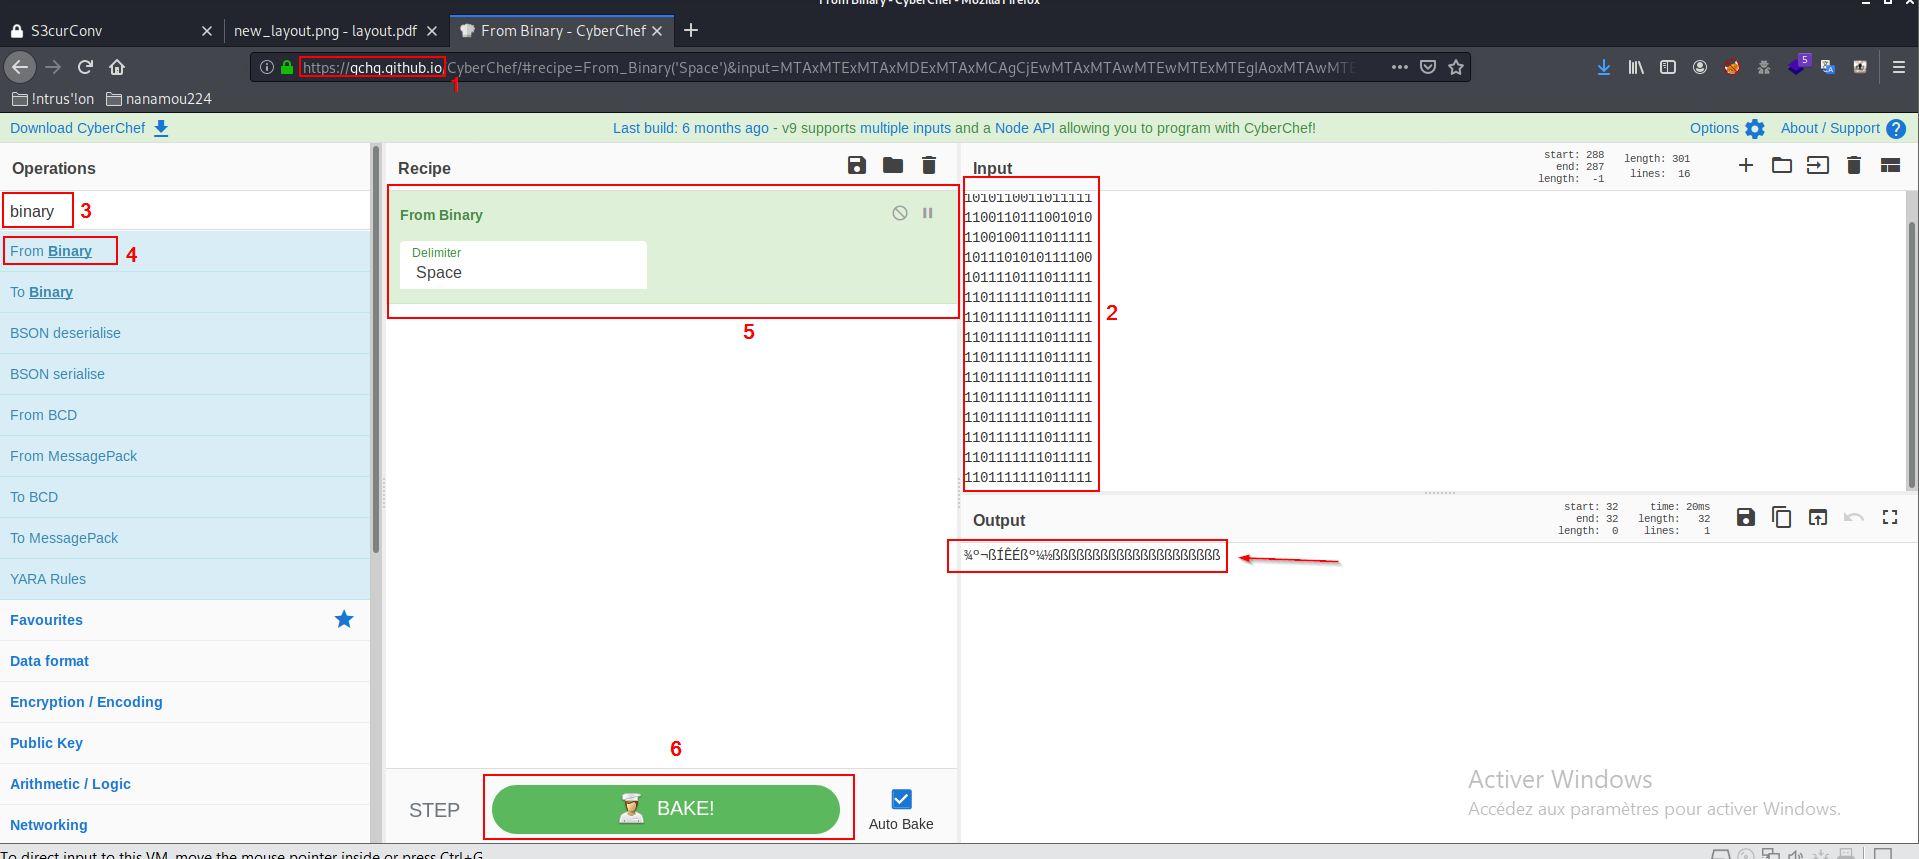 From Binary - CyberChef - Mozilla Firefox
S3curConv
new_layout.png - layout.pdf
From Binary - CyberChef
https://gchq.github.io/CyberChef/#recipe=From_Binary('Space')&input=MTAxMTExMTAxMDExMTAxMCAgCjEwMTAxMTAwMTEwMTExMTEgIAoxMTAwMTE
1
5
!ntrus'!on
nanamou224
Download CyberChef
Last build: 6 months ago - v9 supports multiple inputs and a Node API allowing you to program with CyberChef!
Options
About / Support
Operations
binary
3
From Binary
4
To Binary
BSON deserialise
BSON serialise
From BCD
From MessagePack
To BCD
To MessagePack
YARA Rules
Favourites
Data format
Encryption / Encoding
Public Key
Arithmetic / Logic
Networking
Recipe
From Binary
Delimiter
Space
5
6
STEP
BAKE!
Auto Bake
Input
start: 288
end: 287
length: -1
length: 301
lines: 16
1010110011011111
1100110111001010
1100100111011111
1011101010111100
1011110111011111
1101111111011111
1101111111011111
1101111111011111
1101111111011111
1101111111011111
1101111111011111
1101111111011111
1101111111011111
1101111111011111
1101111111011111
2
Output
start: 32
end: 32
length: 0
time: 20ms
length: 32
lines: 1
¾º¬ßÍÊÉߺ¼½ßßßßßßßßßßßßßßßßßßßßß
Activer Windows
Accédez aux paramètres pour activer Windows.
To direct input to this VM, move the mouse pointer inside or press Ctrl+G.